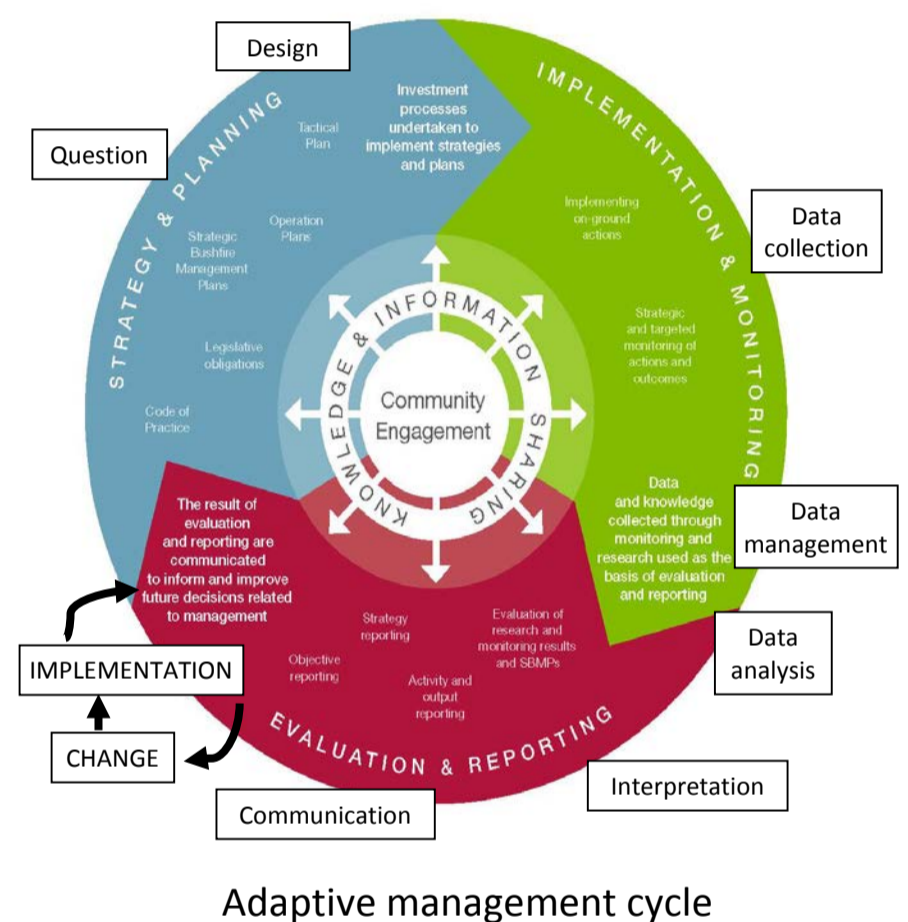 Design
Question
STRATEGY & PLANNING
Investment
processes
undertaken to
implement strategies
and plans
Tactical
Plan
Operation
Plans
Strategic
Bushfire
Management
Plans
Legislative
obligations
Code of
Practice
IMPLEMENTATION & MONITORING
Implementing
on-ground
actions
Data
collection
Strategic
and targeted
monitoring of
actions and
outcomes
Data
and knowledge
collected through
monitoring and
research used as the
basis of evaluation
and reporting
Data
management
KNOWLEDGE & INFORMATION SHARING
Community
Engagement
The result of
evaluation
and reporting are
communicated
to inform and improve
future decisions related
to management
Strategy
reporting
Objective
reporting
Activity and
output
reporting
Evaluation of
research and
monitoring results
and SBMPs
EVALUATION & REPORTING
Data
analysis
Interpretation
Communication
IMPLEMENTATION
CHANGE
Adaptive management cycle